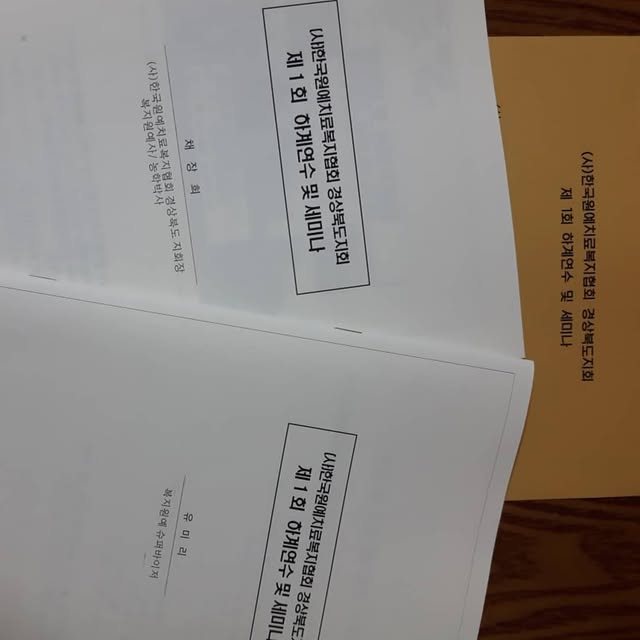 (사)한국원예치료복지협회 경상북도지회
제 1 회 하계연수 및 세미나
채 장 희
(사)한국원예치료복지협회 경상북도 지회장
복지원예사/ 농학박사
(사)한국원예치료복지협회 경상북도
제 1 회 하계연수 및 세미나
유 미 리
복지원예 슈퍼바이저
(사)한국원예치료복지협회 경상북도지회
제 1회 하계연수 및 세미나